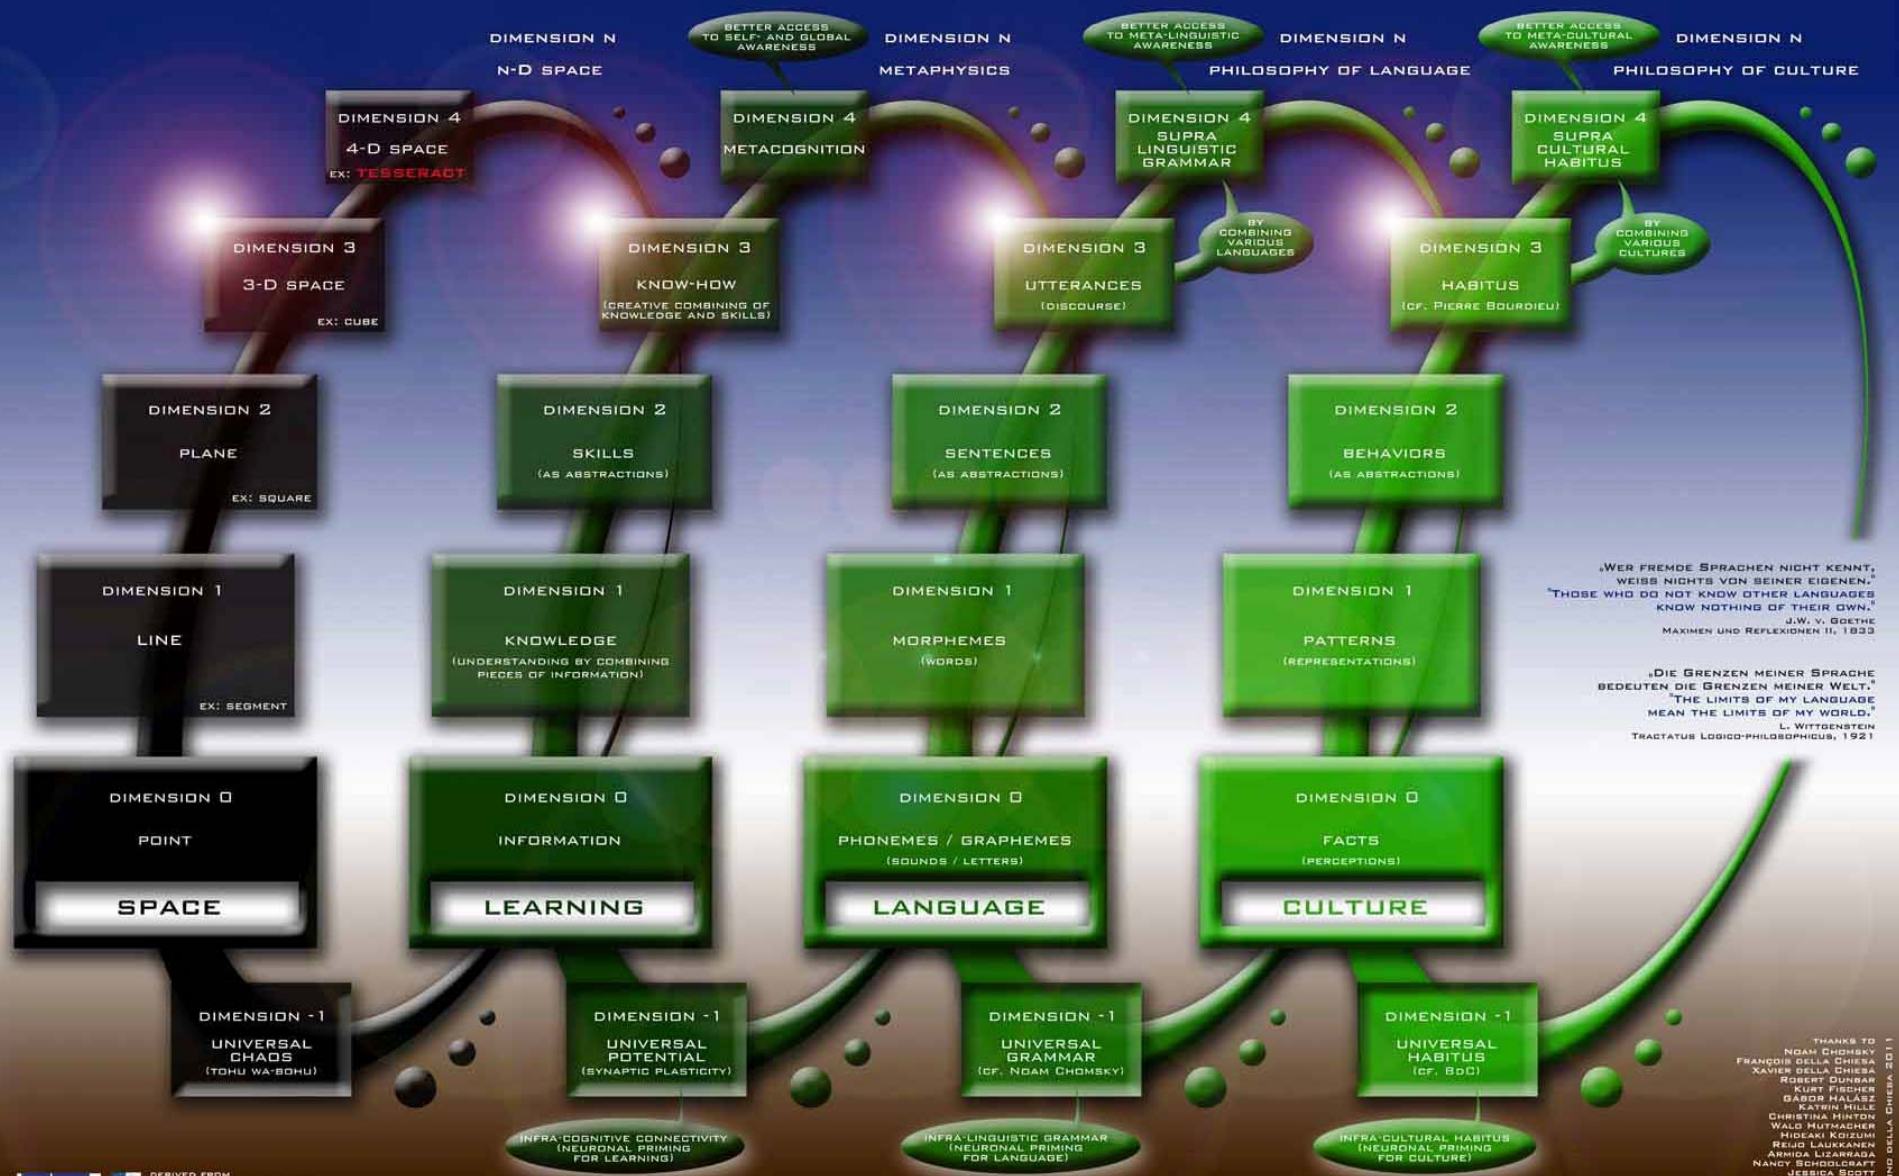 DIMENSION N
N-D SPACE
DIMENSION 4
4-D SPACE
EX: TESSERACT
DIMENSION 3
3-D SPACE
EX: CUBE
DIMENSION 2
PLANE
EX: SQUARE
DIMENSION 1
LINE
EX: SEGMENT
DIMENSION 0
POINT
SPACE
DIMENSION -1
UNIVERSAL
CHAOS
(TOHU WA-BOHU)
DIMENSION N
METAPHYSICS
BETTER ACCESS
TO SELF- AND GLOBAL
AWARENESS
DIMENSION 4
METACOGNITION
DIMENSION 3
KNOW-HOW
(CREATIVE COMBINING OF
KNOWLEDGE AND SKILLS)
DIMENSION 2
SKILLS
(AS ABSTRACTIONS)
DIMENSION 1
KNOWLEDGE
(UNDERSTANDING BY COMBINING
PIECES OF INFORMATION)
DIMENSION 0
INFORMATION
LEARNING
DIMENSION -1
UNIVERSAL
POTENTIAL
(SYNAPTIC PLASTICITY)
INFRA-COGNITIVE CONNECTIVITY
(NEURONAL PRIMING
FOR LEARNING)
DIMENSION N
PHILOSOPHY OF LANGUAGE
BETTER ACCESS
TO META-LINGUISTIC
AWARENESS
DIMENSION 4
SUPRA
LINGUISTIC
GRAMMAR
BY
COMBINING
VARIOUS
LANGUAGES
DIMENSION 3
UTTERANCES
(DISCOURSE)
DIMENSION 2
SENTENCES
(AS ABSTRACTIONS)
DIMENSION 1
MORPHEMES
(WORDS)
DIMENSION 0
PHONEMES / GRAPHEMES
(SOUNDS / LETTERS)
LANGUAGE
DIMENSION -1
UNIVERSAL
GRAMMAR
(CF. NOAM CHOMSKY)
INFRA-LINGUISTIC GRAMMAR
(NEURONAL PRIMING
FOR LANGUAGE)
DIMENSION N
PHILOSOPHY OF CULTURE
BETTER ACCESS
TO META-CULTURAL
AWARENESS
DIMENSION 4
SUPRA
CULTURAL
HABITUS
BY
COMBINING
VARIOUS
CULTURES
DIMENSION 3
HABITUS
(CF. PIERRE BOURDIEU)
DIMENSION 2
BEHAVIORS
(AS ABSTRACTIONS)
DIMENSION 1
PATTERNS
(REPRESENTATIONS)
DIMENSION 0
FACTS
(PERCEPTIONS)
CULTURE
DIMENSION -1
UNIVERSAL
HABITUS
(CF. BDC)
INFRA-CULTURAL HABITUS
(NEURONAL PRIMING
FOR CULTURE)
„WER FREMDE SPRACHEN NICHT KENNT,
WEISS NICHTS VON SEINER EIGENEN."
"THOSE WHO DO NOT KNOW OTHER LANGUAGES
KNOW NOTHING OF THEIR OWN."
J.W. V. GOETHE
MAXIMEN UND REFLEXIONEN II, 1833
„DIE GRENZEN MEINER SPRACHE
BEDEUTEN DIE GRENZEN MEINER WELT."
"THE LIMITS OF MY LANGUAGE
MEAN THE LIMITS OF MY WORLD."
L. WITTGENSTEIN
TRACTATUS LOGICO-PHILOSOPHICUS, 1921
THANKS TO
NOAM CHOMSKY
FRANÇOIS DELLA CHIESA
XAVIER DELLA CHIESA
ROBERT DUNBAR
KURT FISCHER
GÁBOR HALÁSZ
KATRIN HILLE
CHRISTINA HINTON
WALO HUTMACHER
HIDEAKI KOIZUMI
REIJO LAUKKANEN
ARMIDA LIZARRAGA
NANCY SCHOOLCRAFT
JESSICA SCOTT
DELLA CHIESA 2011
DERIVED FROM